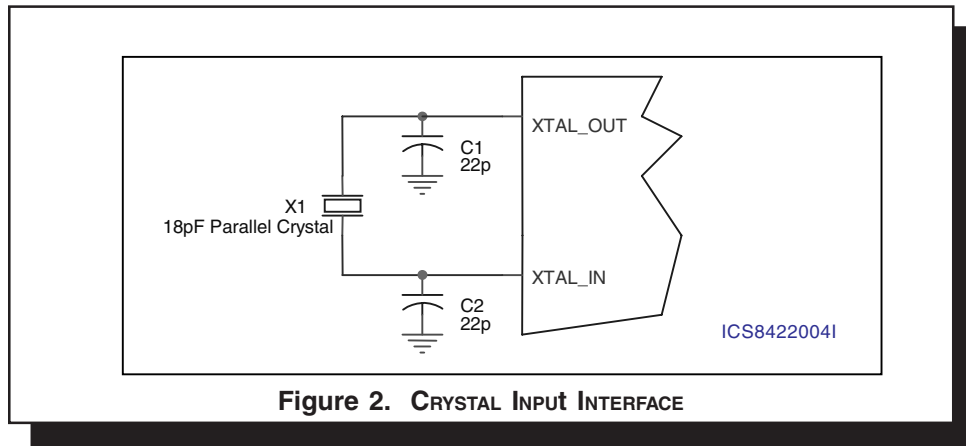 XTAL_OUT
C1
22p
X1
18pF Parallel Crystal
XTAL_IN
C2
22p
ICS8422004I
Figure 2. CRYSTAL INPUt INTERFACE